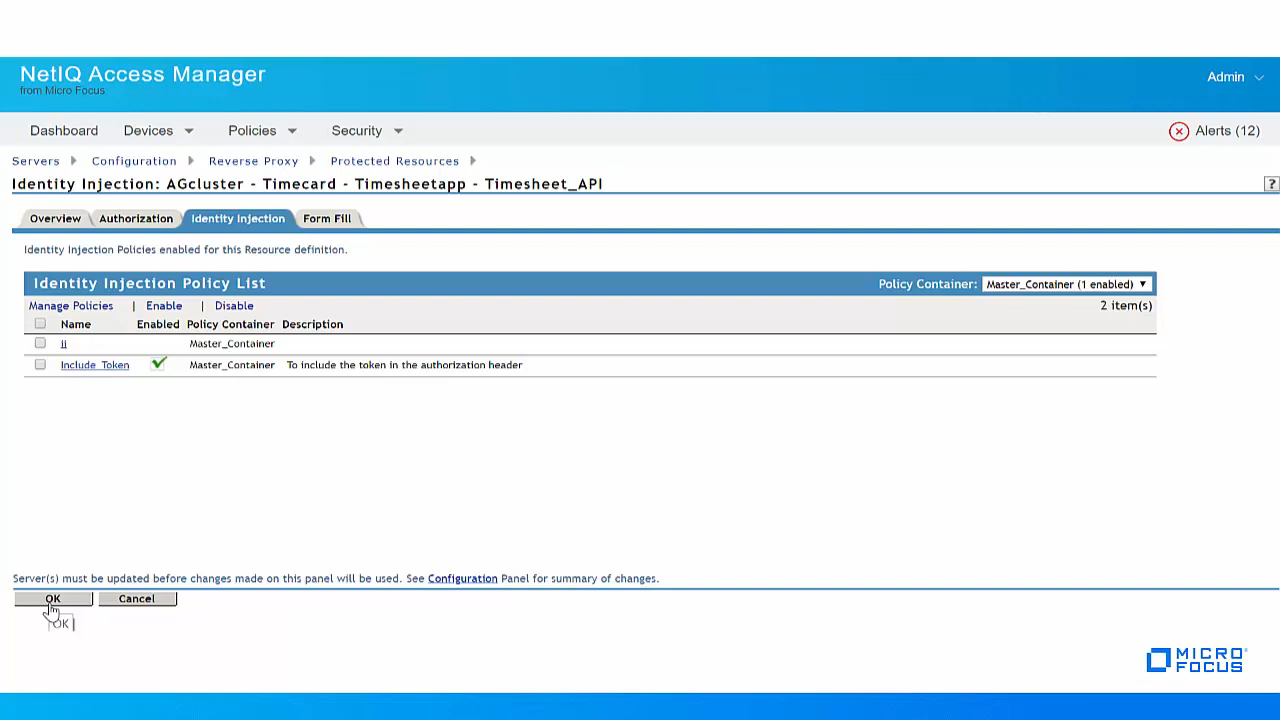 NetIQ Access Manager
from Micro Focus
Admin
Dashboard Devices Policies Security Alerts (12)
Servers Configuration Reverse Proxy Protected Resources
Identity Injection: AGcluster - Timecard - Timesheetapp - Timesheet_API ?
Overview Authorization Identity Injection Form Fill
Identity Injection Policies enabled for this Resource definition.
Identity Injection Policy List Policy Container: Master_Container (1 enabled)
Manage Policies | Enable | Disable 2 item(s)
Name Enabled Policy Container Description
ii Master_Container
Include_Token Master_Container To include the token in the authorization header
Server(s) must be updated before changes made on this panel will be used. See Configuration Panel for summary of changes.
OK Cancel
OK
MICRO
FOCUS